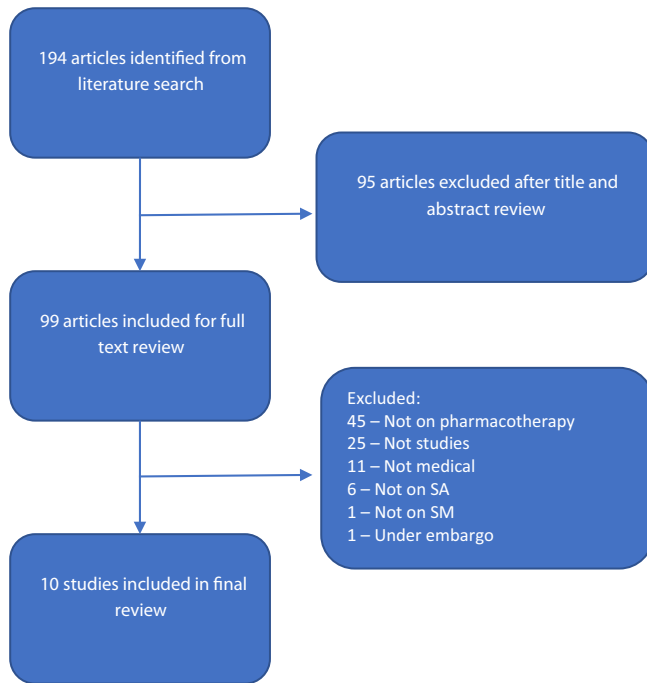 194 articles identified from
literature search
95 articles excluded after title and
abstract review
99 articles included for full
text review
Excluded:
45 – Not on pharmacotherapy
25 – Not studies
11 – Not medical
6 – Not on SA
1 – Not on SM
1 – Under embargo
10 studies included in final
review